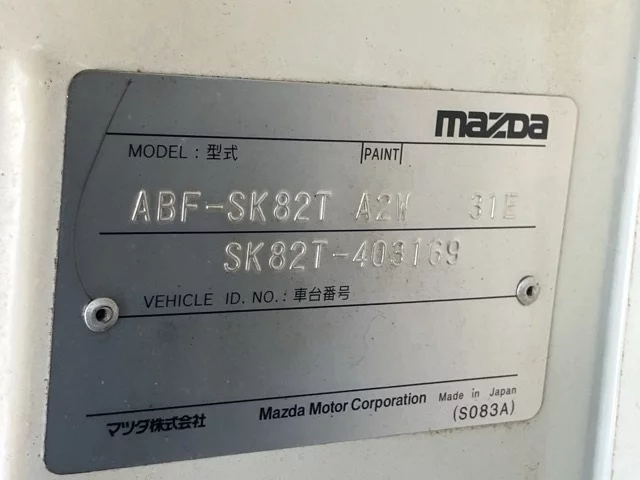 mazda
MODEL : 型式 PAINT
ABF-SK82T A2W 31E
SK82T-403169
VEHICLE ID. NO. : 車台番号
マツダ株式会社 Mazda Motor Corporation Made in Japan
(S083A)